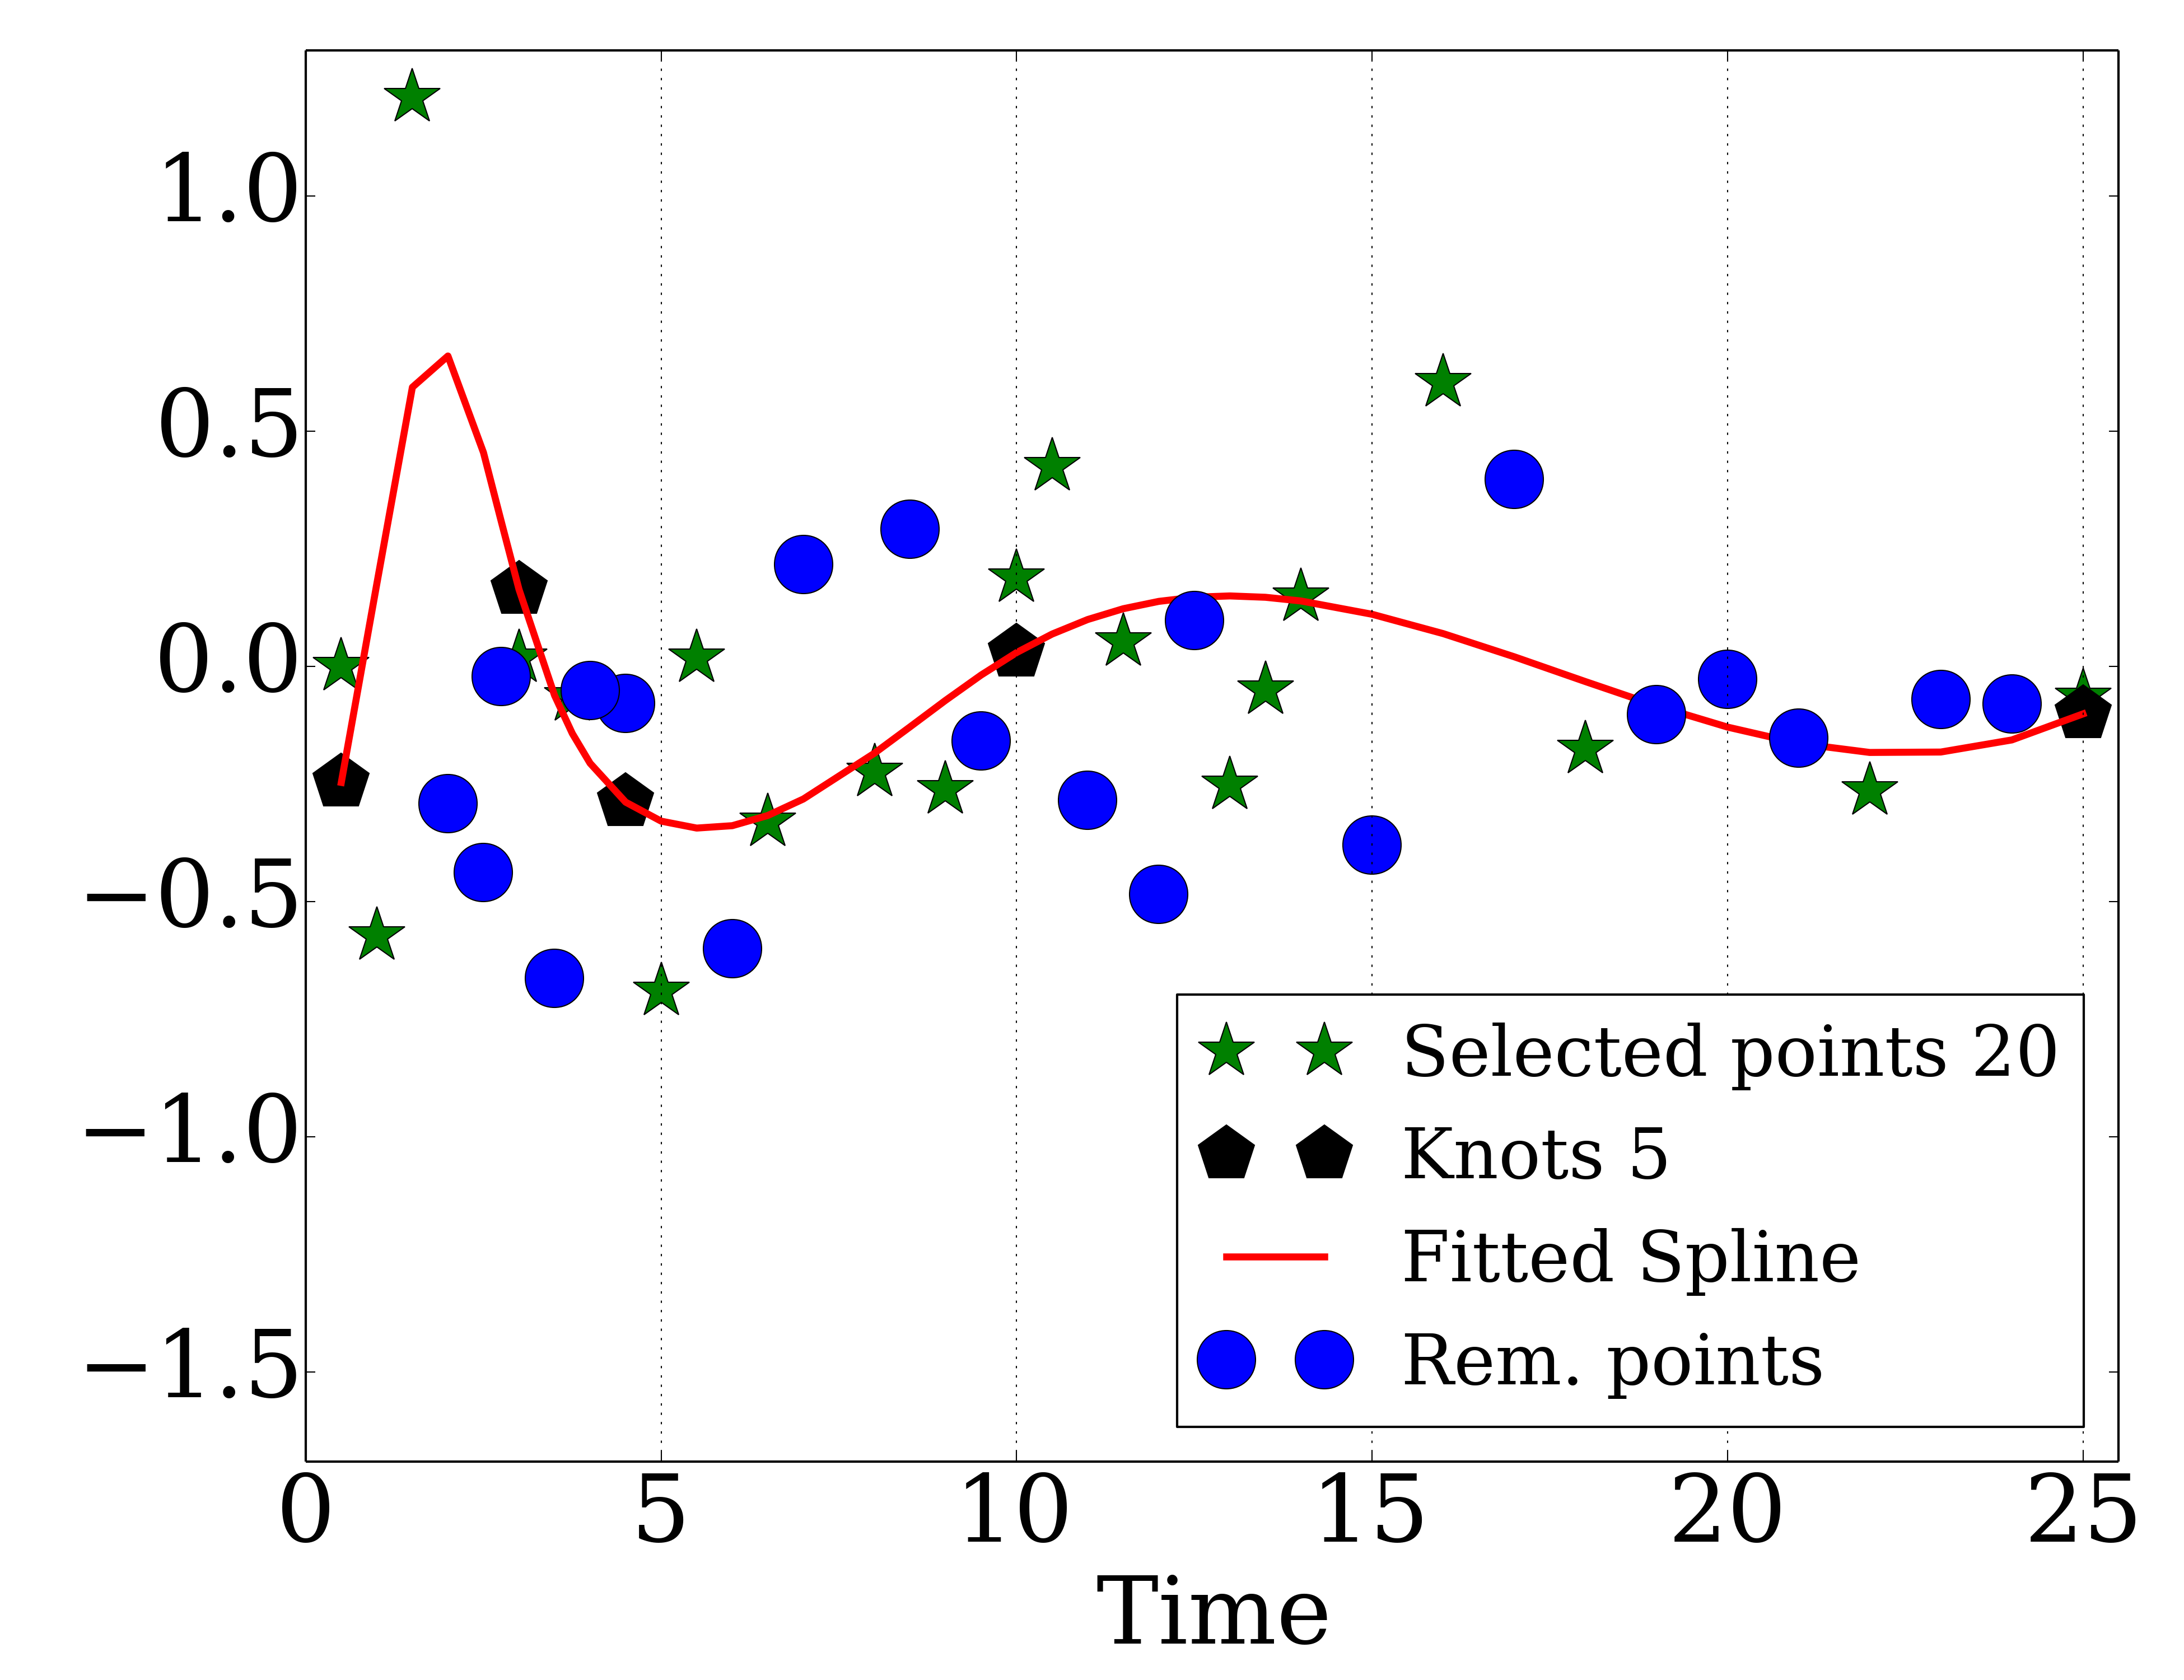 1.0
0.5
0.0
−0.5
−1.0
−1.5
0 5 10 15 20 25
Time
Selected points 20
Knots 5
Fitted Spline
Rem. points